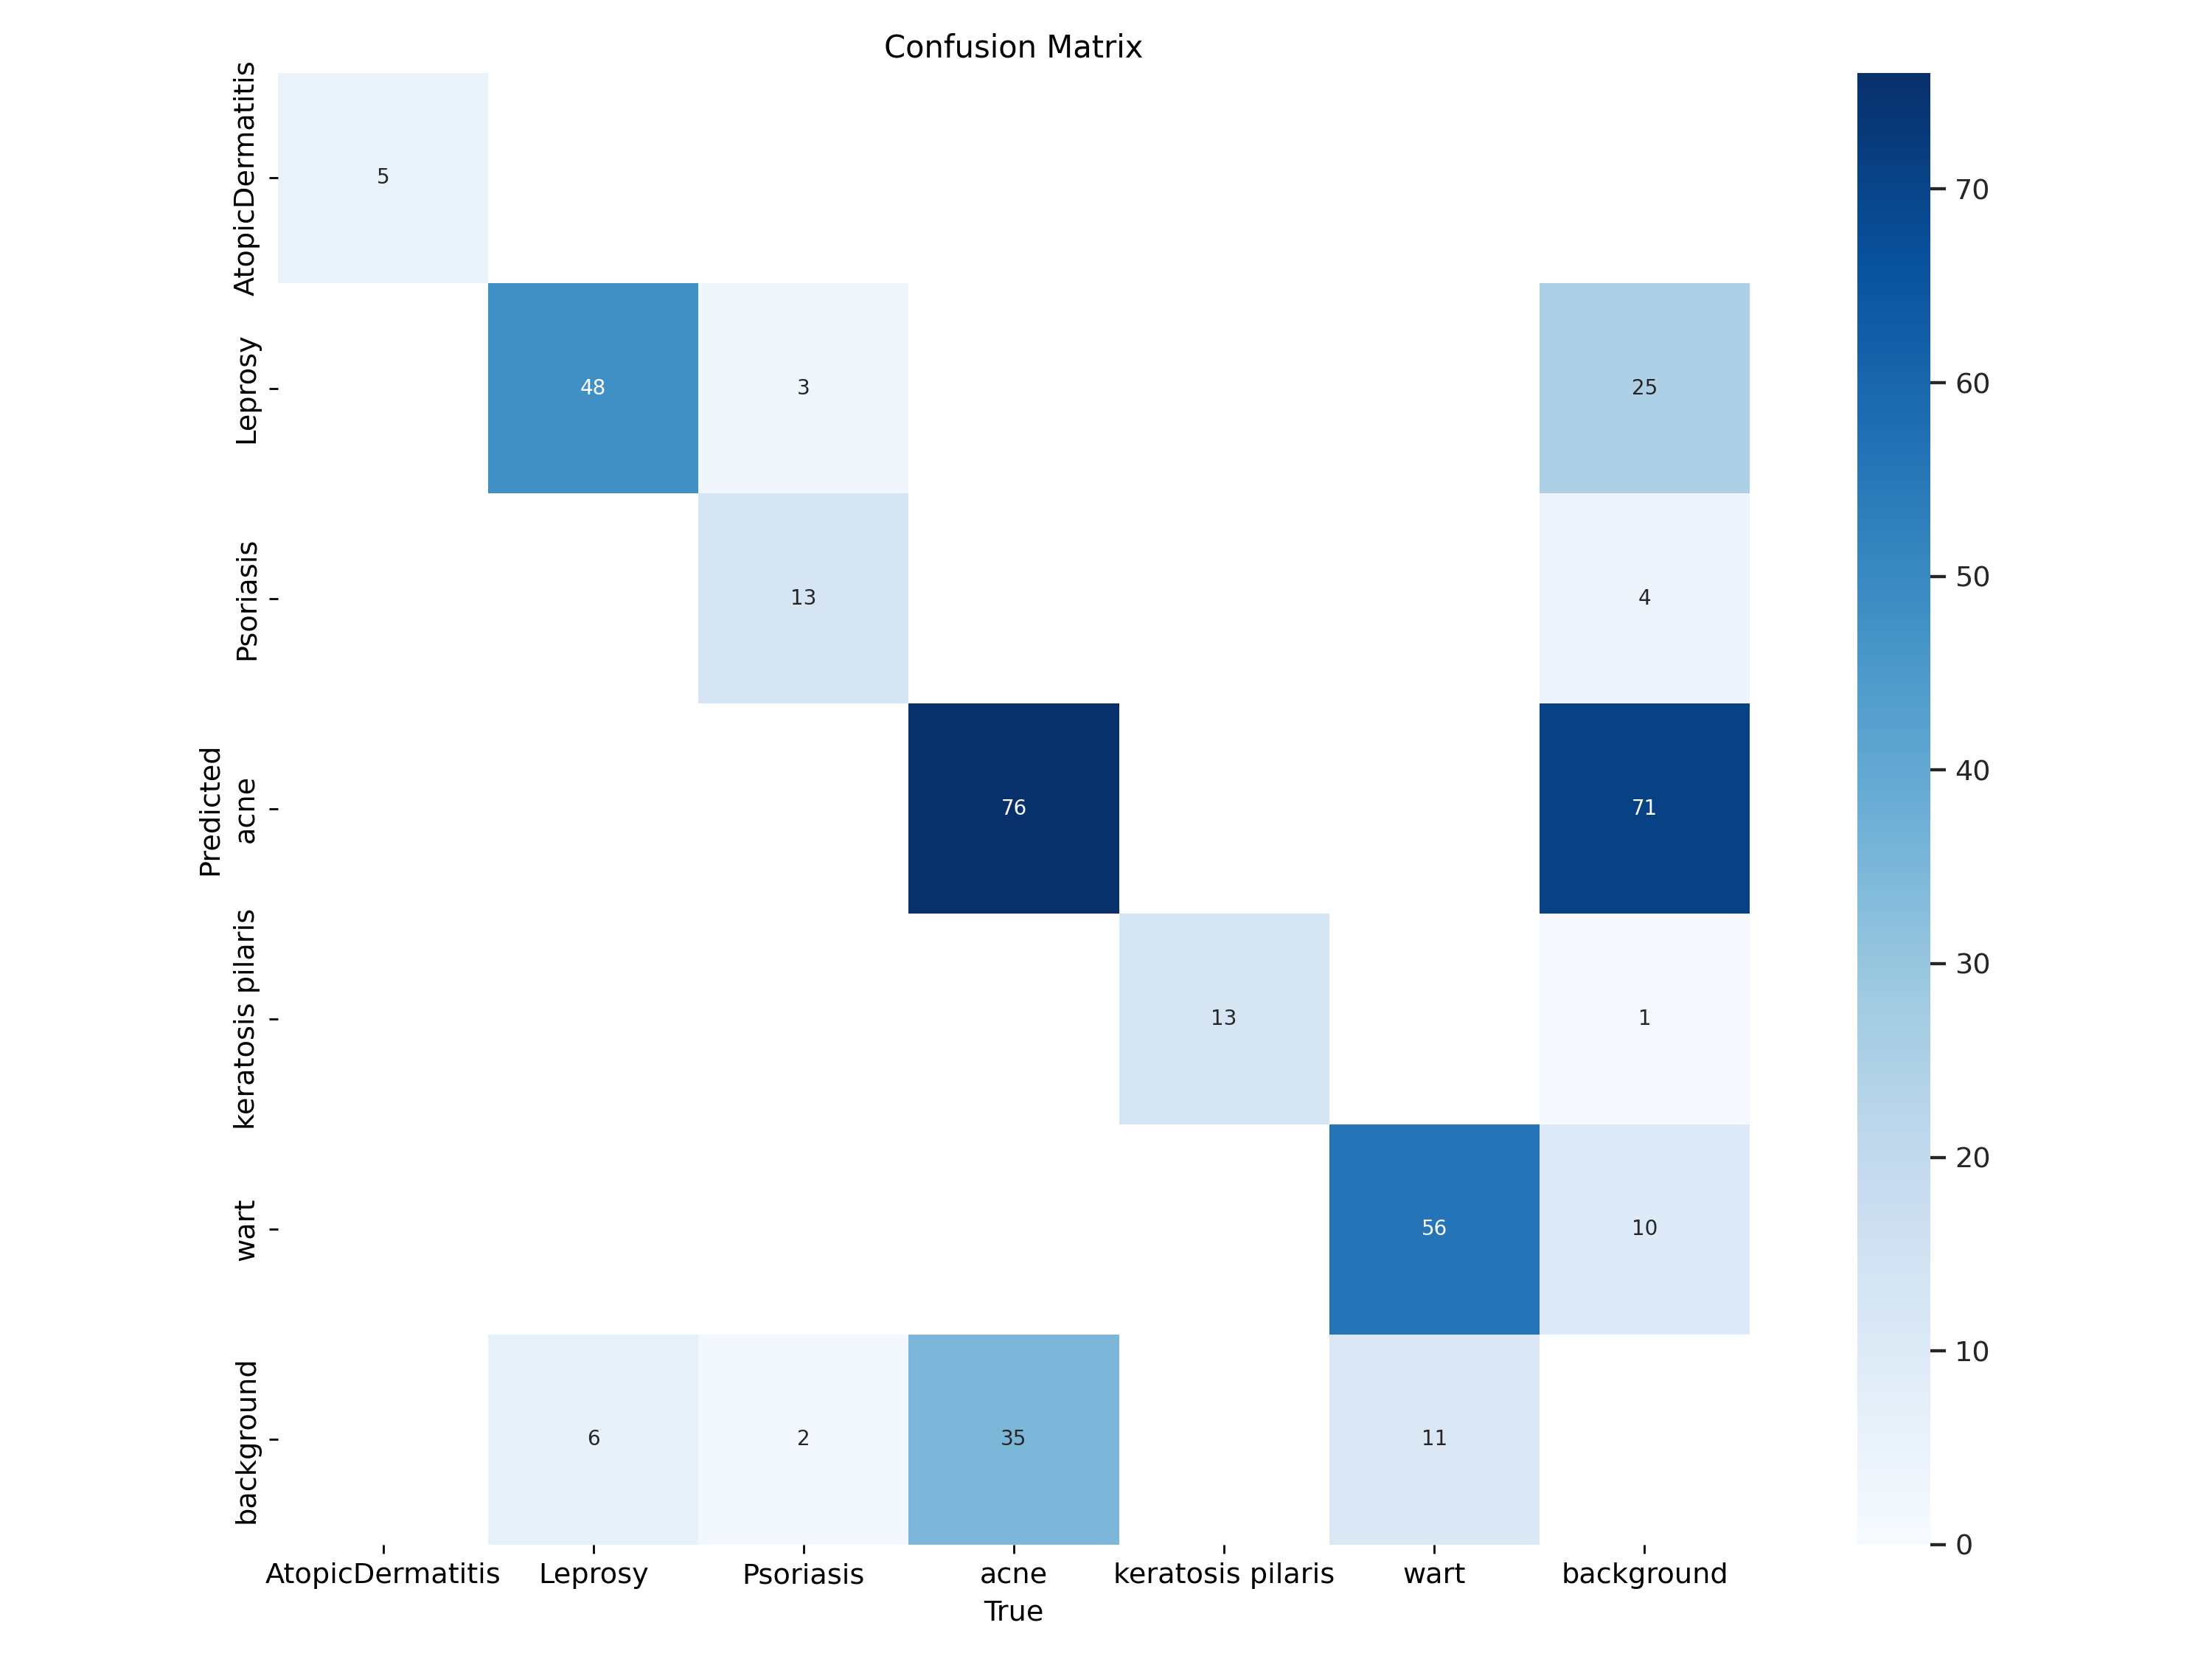 Confusion Matrix
AtopicDermatitis
5
Leprosy
48 3 25
Psoriasis
13 4
acne
76 71
keratosis pilaris
13 1
wart
56 10
background
6 2 35 11
Predicted
AtopicDermatitis Leprosy Psoriasis acne keratosis pilaris wart background
True
70
60
50
40
30
20
10
0